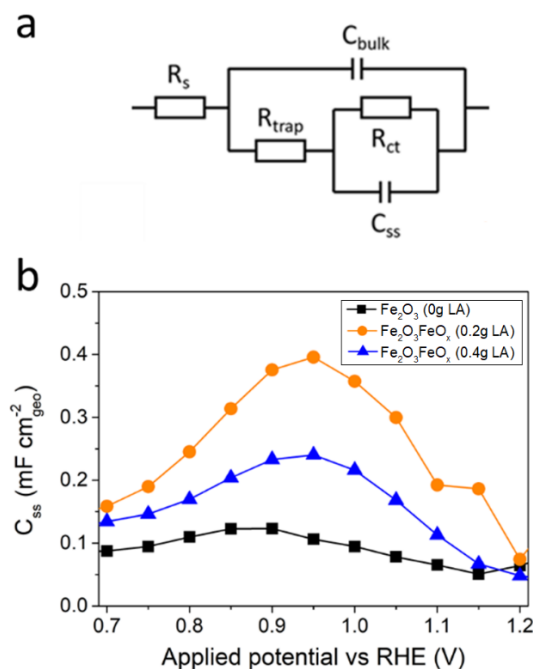 a
C_bulk
R_s
R_trap
R_ct
C_ss
b
0.5
Fe₂O₃ (0g LA)
Fe₂O₃FeOₓ (0.2g LA)
Fe₂O₃FeOₓ (0.4g LA)
0.4
0.3
0.2
0.1
0.0
C_ss (mF cm⁻²_geo)
0.7 0.8 0.9 1.0 1.1 1.2
Applied potential vs RHE (V)